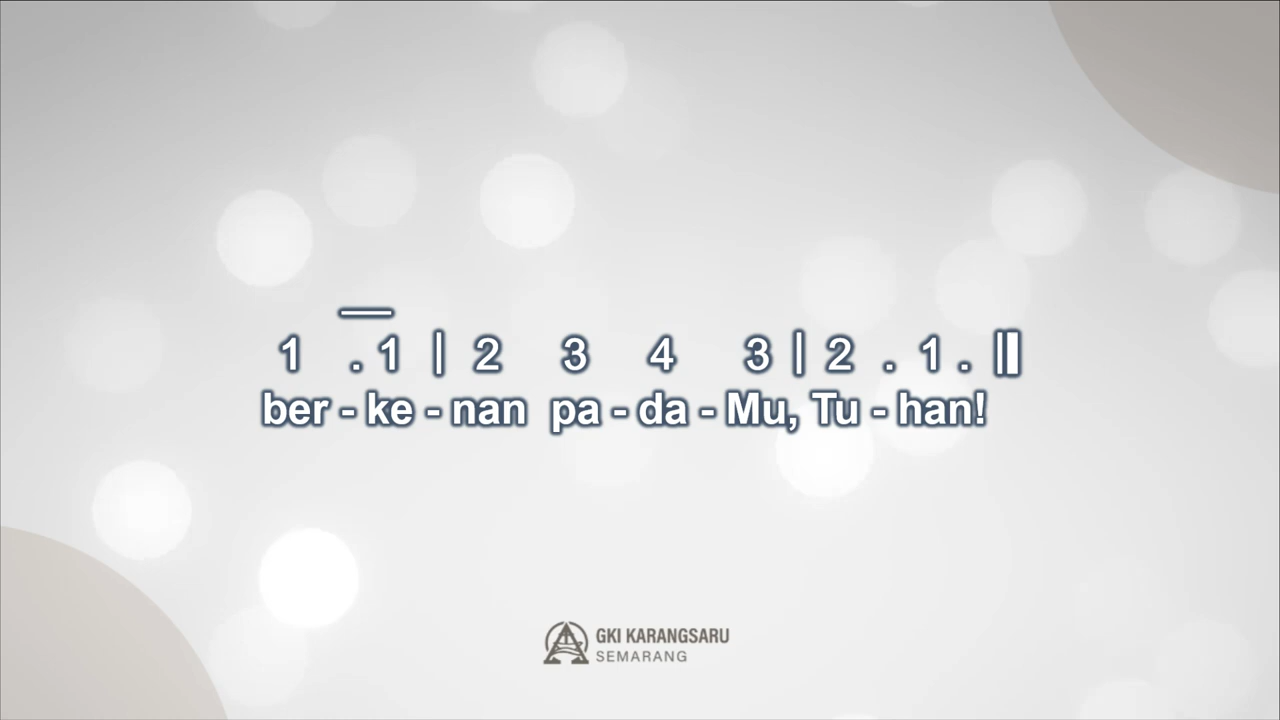 1 . 1 | 2 3 4 3 | 2 . 1 . ||
ber - ke - nan pa - da - Mu, Tu - han!
GKI KARANGSARU
SEMARANG